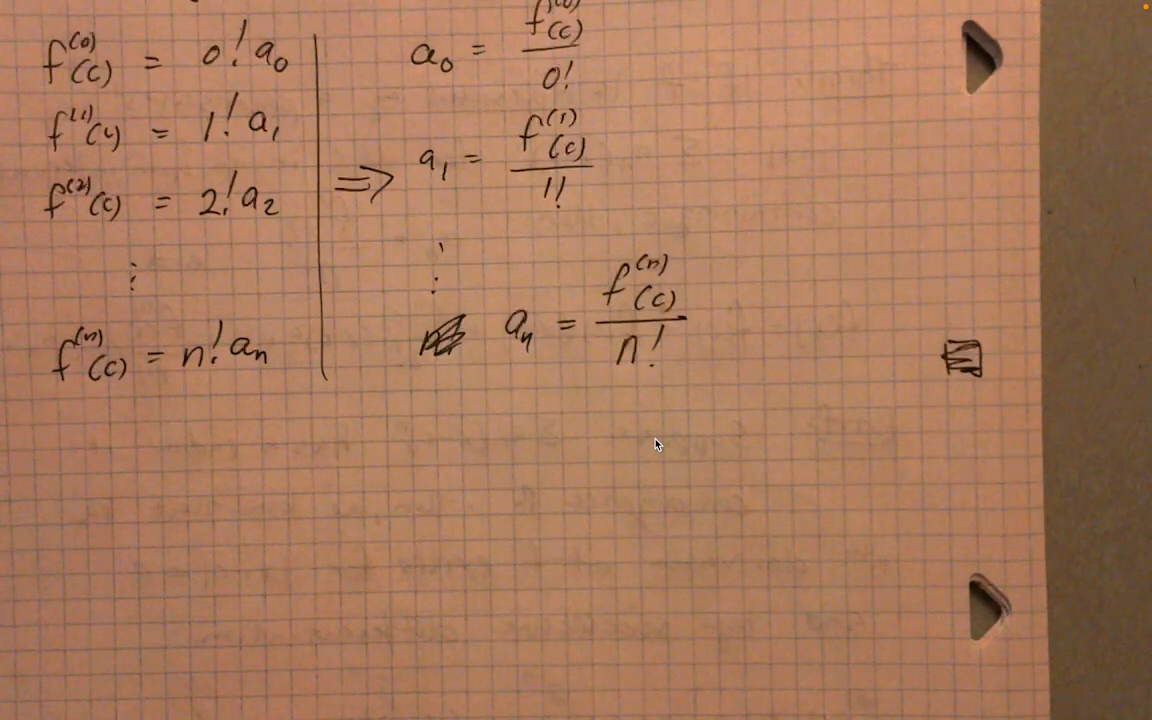 f^{(0)}(c) = 0! a_0
f^{(1)}(c) = 1! a_1
f^{(2)}(c) = 2! a_2
⋮
f^{(n)}(c) = n! a_n
⇒
a_0 = f^{(0)}(c) / 0!
a_1 = f^{(1)}(c) / 1!
⋮
a_n = f^{(n)}(c) / n!